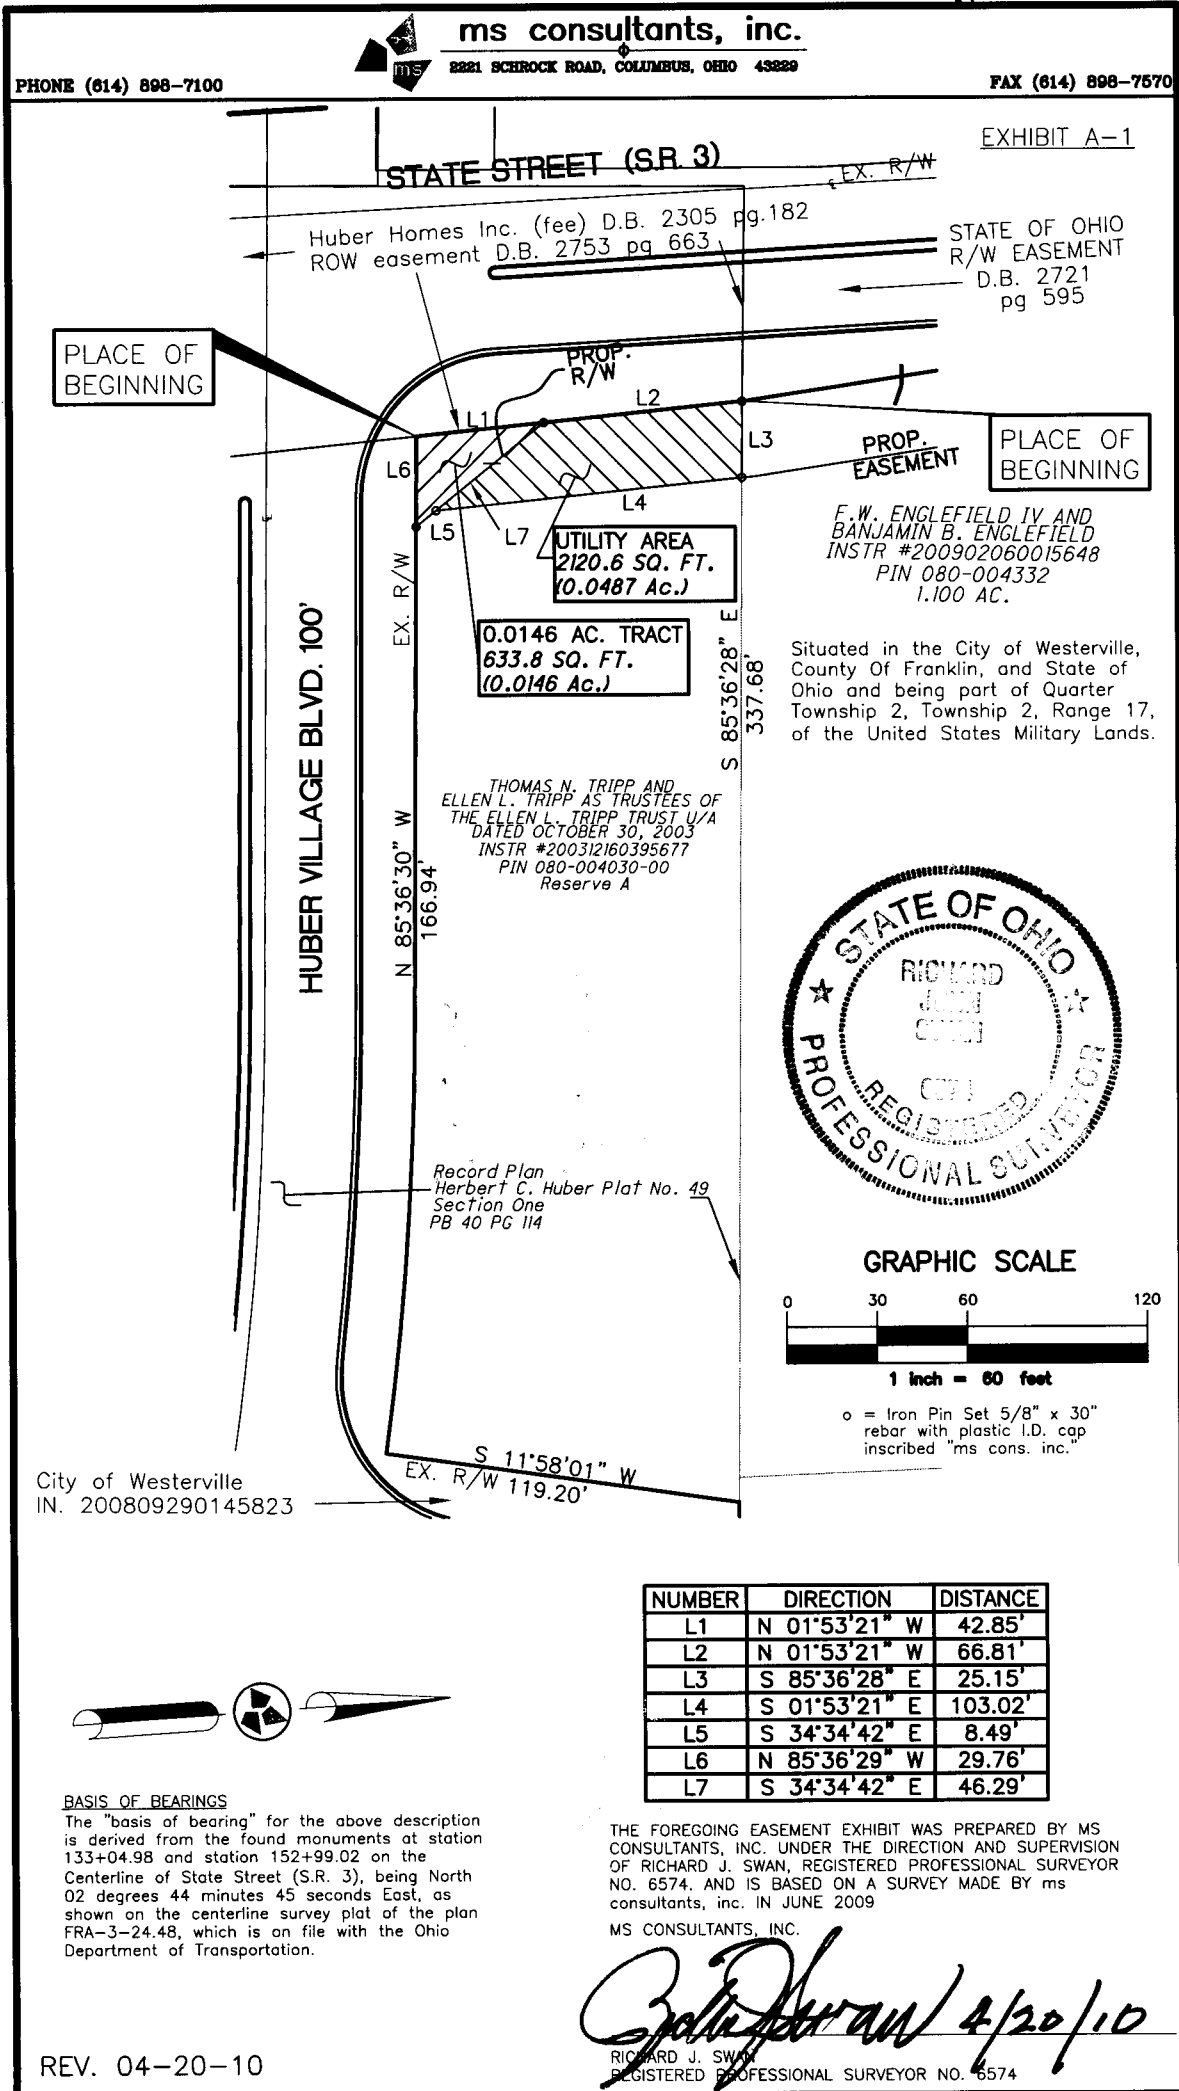 ms consultants, inc.
ms
2221 SCHROCK ROAD, COLUMBUS, OHIO 43229
PHONE (614) 898-7100
FAX (614) 898-7570
EXHIBIT A-1
STATE STREET (S.R. 3)
EX. R/W
Huber Homes Inc. (fee) D.B. 2305 pg.182
ROW easement D.B. 2753 pg 663
STATE OF OHIO
R/W EASEMENT
D.B. 2721
pg 595
PLACE OF
BEGINNING
PROP.
R/W
L1
L2
L3
L6
L4
L5
L7
PROP.
EASEMENT
PLACE OF
BEGINNING
UTILITY AREA
2120.6 SQ. FT.
(0.0487 Ac.)
F.W. ENGLEFIELD IV AND
BANJAMIN B. ENGLEFIELD
INSTR #200902060015648
PIN 080-004332
1.100 AC.
EX. R/W
0.0146 AC. TRACT
633.8 SQ. FT.
(0.0146 Ac.)
S 85°36'28" E
337.68'
Situated in the City of Westerville,
County Of Franklin, and State of
Ohio and being part of Quarter
Township 2, Township 2, Range 17,
of the United States Military Lands.
HUBER VILLAGE BLVD. 100'
THOMAS N. TRIPP AND
ELLEN L. TRIPP AS TRUSTEES OF
THE ELLEN L. TRIPP TRUST U/A
DATED OCTOBER 30, 2003
INSTR #200312160395677
PIN 080-004030-00
Reserve A
N 85°36'30" W
166.94'
STATE OF OHIO
RICHARD
REGISTERED
PROFESSIONAL SURVEYOR
Record Plan
Herbert C. Huber Plat No. 49
Section One
PB 40 PG 114
GRAPHIC SCALE
0 30 60 120
1 inch = 60 feet
o = Iron Pin Set 5/8" x 30"
rebar with plastic I.D. cap
inscribed "ms cons. inc."
S 11°58'01" W
EX. R/W 119.20'
City of Westerville
IN. 200809290145823
NUMBER DIRECTION DISTANCE
L1 N 01°53'21" W 42.85'
L2 N 01°53'21" W 66.81'
L3 S 85°36'28" E 25.15'
L4 S 01°53'21" E 103.02'
L5 S 34°34'42" E 8.49'
L6 N 85°36'29" W 29.76'
L7 S 34°34'42" E 46.29'
BASIS OF BEARINGS
The "basis of bearing" for the above description
is derived from the found monuments at station
133+04.98 and station 152+99.02 on the
Centerline of State Street (S.R. 3), being North
02 degrees 44 minutes 45 seconds East, as
shown on the centerline survey plat of the plan
FRA-3-24.48, which is on file with the Ohio
Department of Transportation.
THE FOREGOING EASEMENT EXHIBIT WAS PREPARED BY MS
CONSULTANTS, INC. UNDER THE DIRECTION AND SUPERVISION
OF RICHARD J. SWAN, REGISTERED PROFESSIONAL SURVEYOR
NO. 6574. AND IS BASED ON A SURVEY MADE BY ms
consultants, inc. IN JUNE 2009
MS CONSULTANTS, INC.
4/20/10
RICHARD J. SWAN
REGISTERED PROFESSIONAL SURVEYOR NO. 6574
REV. 04-20-10